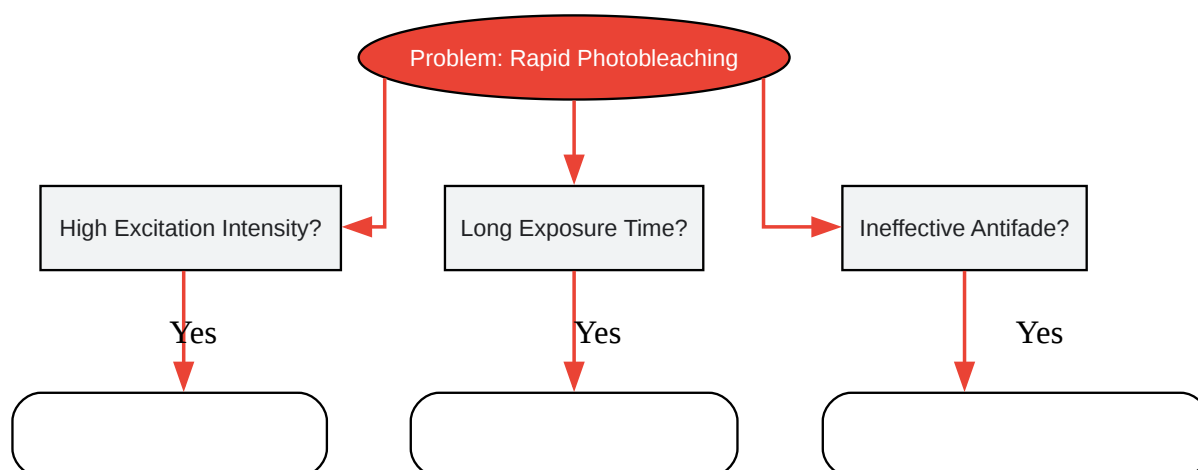 Problem: Rapid Photobleaching
High Excitation Intensity?
Long Exposure Time?
Ineffective Antifade?
Yes
Yes
Yes